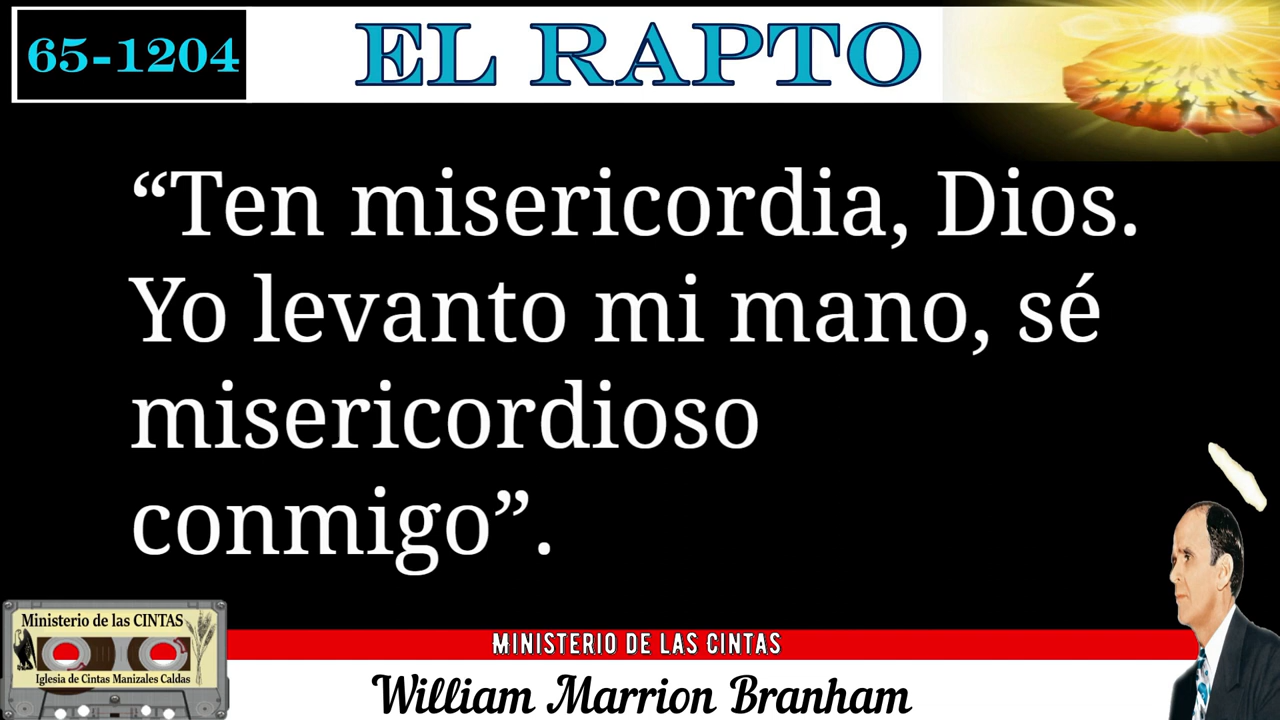 65-1204
EL RAPTO
“Ten misericordia, Dios.
Yo levanto mi mano, sé
misericordioso
conmigo”.
Ministerio de las CINTAS
Iglesia de Cintas Manizales Caldas
MINISTERIO DE LAS CINTAS
William Marrion Branham